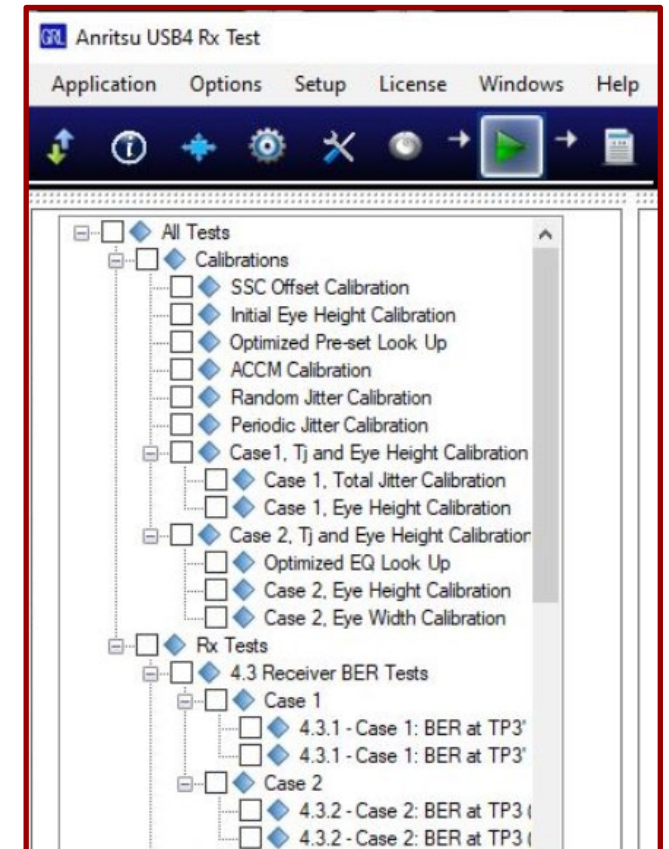 GRL Anritsu USB4 Rx Test
Application Options Setup License Windows Help
All Tests
Calibrations
SSC Offset Calibration
Initial Eye Height Calibration
Optimized Pre-set Look Up
ACCM Calibration
Random Jitter Calibration
Periodic Jitter Calibration
Case1, Tj and Eye Height Calibration
Case 1, Total Jitter Calibration
Case 1, Eye Height Calibration
Case 2, Tj and Eye Height Calibration
Optimized EQ Look Up
Case 2, Eye Height Calibration
Case 2, Eye Width Calibration
Rx Tests
4.3 Receiver BER Tests
Case 1
4.3.1 - Case 1: BER at TP3'
4.3.1 - Case 1: BER at TP3'
Case 2
4.3.2 - Case 2: BER at TP3 (
4.3.2 - Case 2: BER at TP3 (